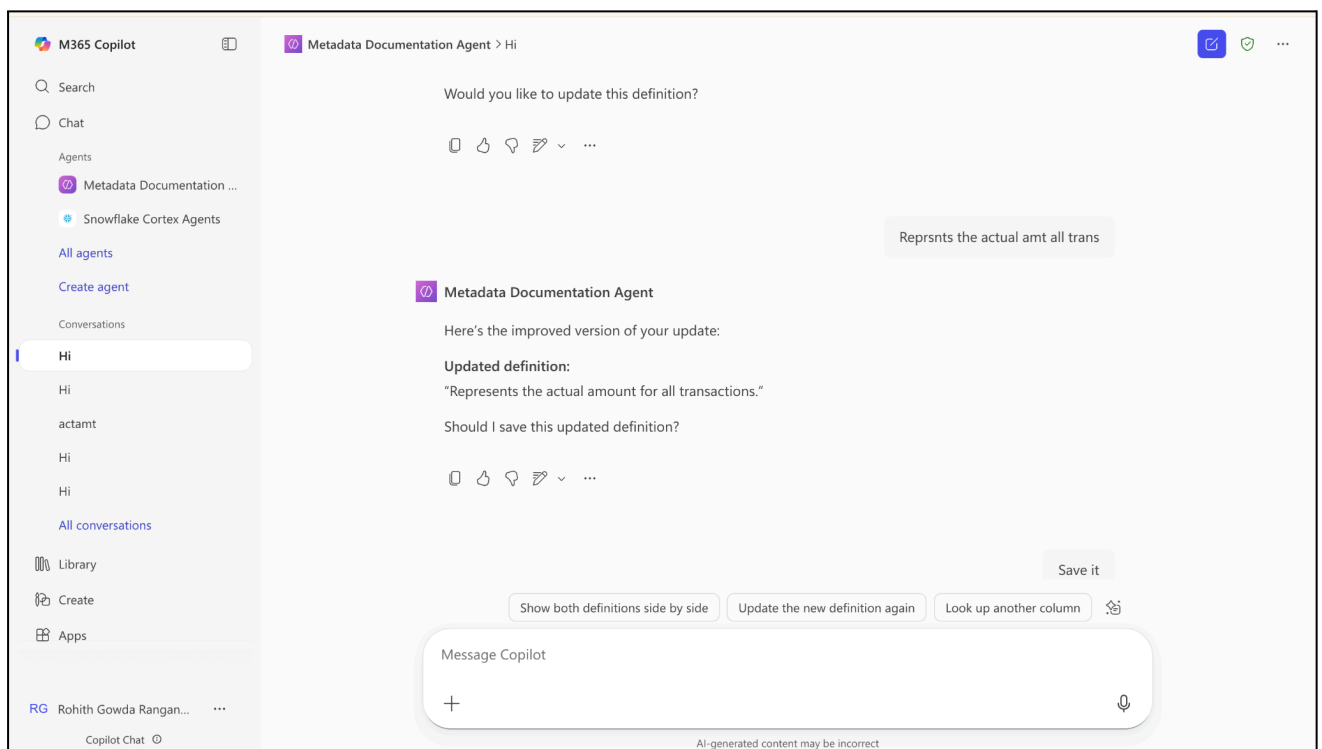 M365 Copilot
Search
Chat
Agents
Metadata Documentation ...
Snowflake Cortex Agents
All agents
Create agent
Conversations
Hi
Hi
actamt
Hi
Hi
All conversations
Library
Create
Apps
RG Rohith Gowda Rangan...
Copilot Chat
Metadata Documentation Agent > Hi
Would you like to update this definition?
Reprsnts the actual amt all trans
Metadata Documentation Agent
Here's the improved version of your update:
Updated definition:
"Represents the actual amount for all transactions."
Should I save this updated definition?
Save it
Show both definitions side by side
Update the new definition again
Look up another column
Message Copilot
AI-generated content may be incorrect